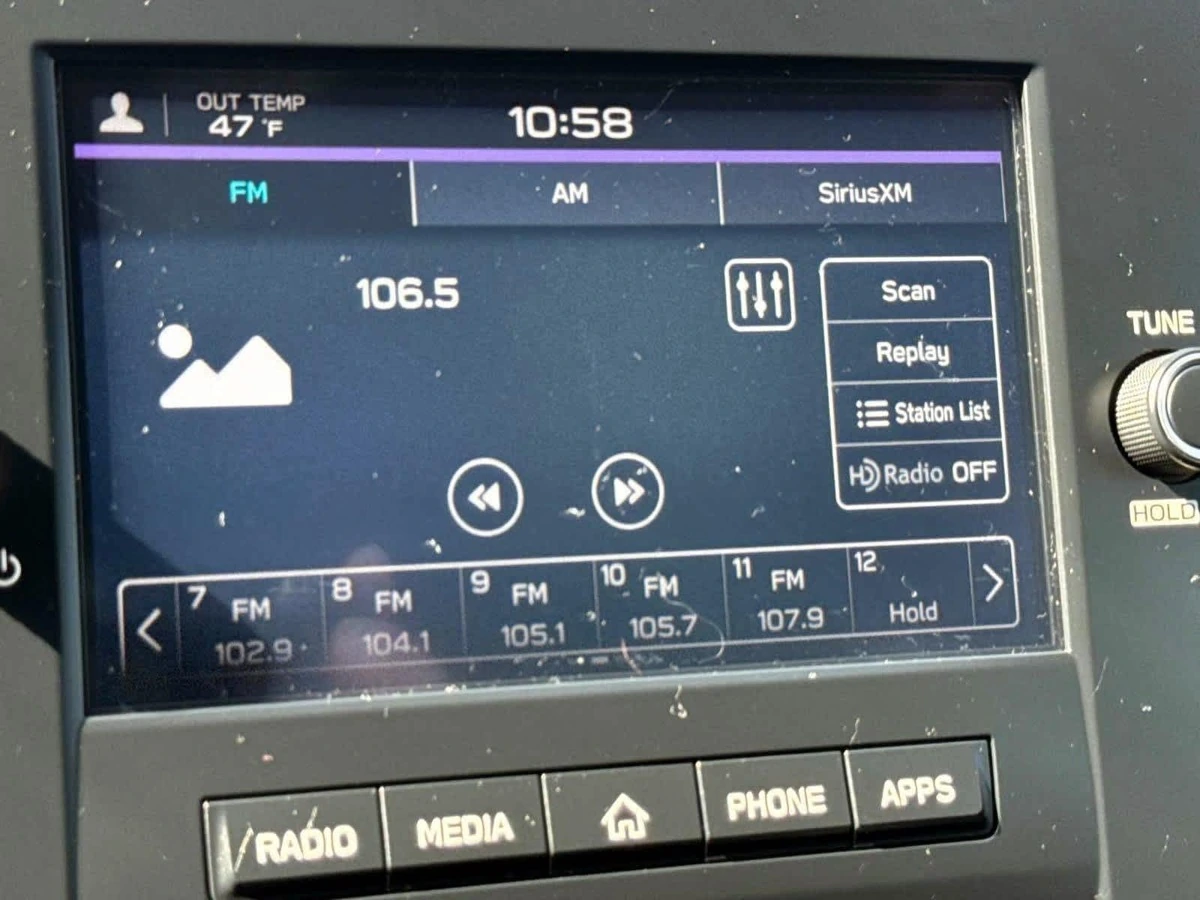 OUT TEMP
47 °F
10:58
FM AM SiriusXM
106.5
Scan
Replay
Station List
HD Radio OFF
TUNE
HOLD
7 FM 102.9
8 FM 104.1
9 FM 105.1
10 FM 105.7
11 FM 107.9
12 Hold
RADIO MEDIA PHONE APPS